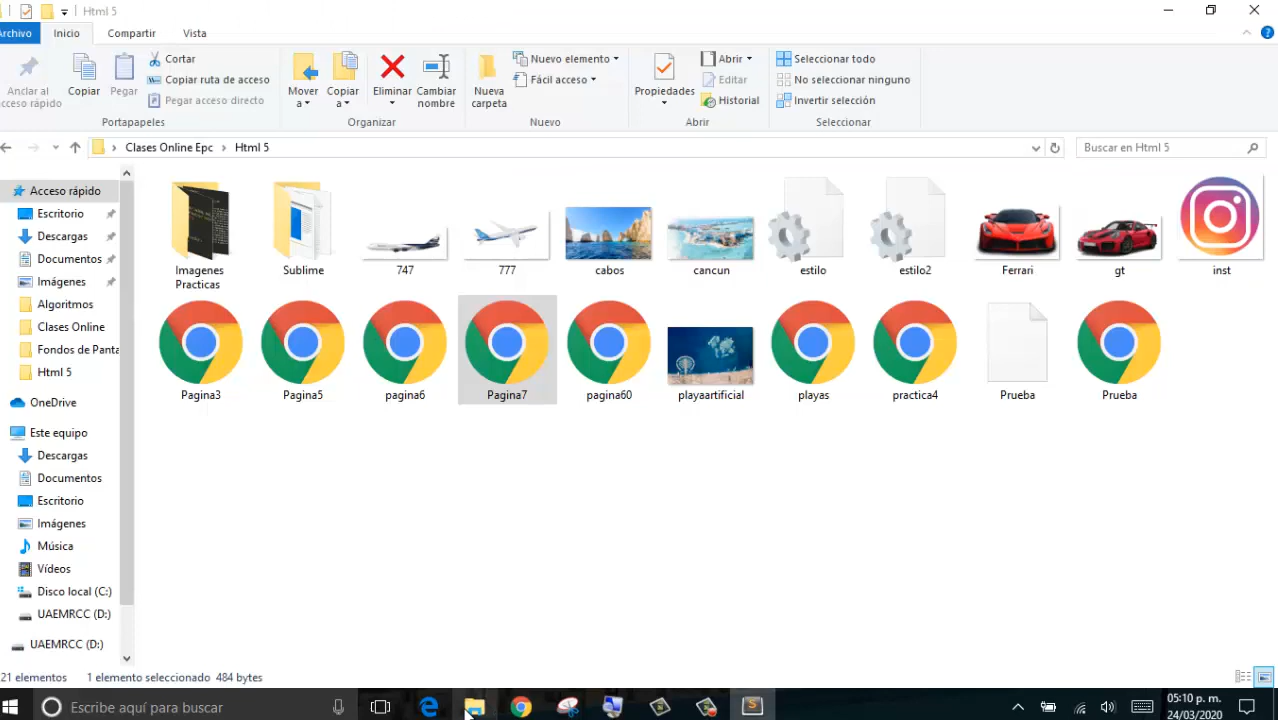 Html 5
Archivo
Inicio
Compartir
Vista
Anclar al
acceso rápido
Copiar
Pegar
Cortar
Copiar ruta de acceso
Pegar acceso directo
Portapapeles
Mover
a
Copiar
a
Eliminar
Cambiar
nombre
Organizar
Nueva
carpeta
Nuevo elemento
Fácil acceso
Nuevo
Propiedades
Abrir
Editar
Historial
Abrir
Seleccionar todo
No seleccionar ninguno
Invertir selección
Seleccionar
Clases Online Epc > Html 5
Buscar en Html 5
Acceso rápido
Escritorio
Descargas
Documentos
Imágenes
Algoritmos
Clases Online
Fondos de Panta
Html 5
OneDrive
Este equipo
Descargas
Documentos
Escritorio
Imágenes
Música
Vídeos
Disco local (C:)
UAEMRCC (D:)
UAEMRCC (D:)
Imagenes
Practicas
Sublime
747
777
cabos
cancun
estilo
estilo2
Ferrari
gt
inst
Pagina3
Pagina5
pagina6
Pagina7
pagina60
playaartificial
playas
practica4
Prueba
Prueba
21 elementos
1 elemento seleccionado 484 bytes
Escribe aquí para buscar
05:10 p. m.
24/03/2020